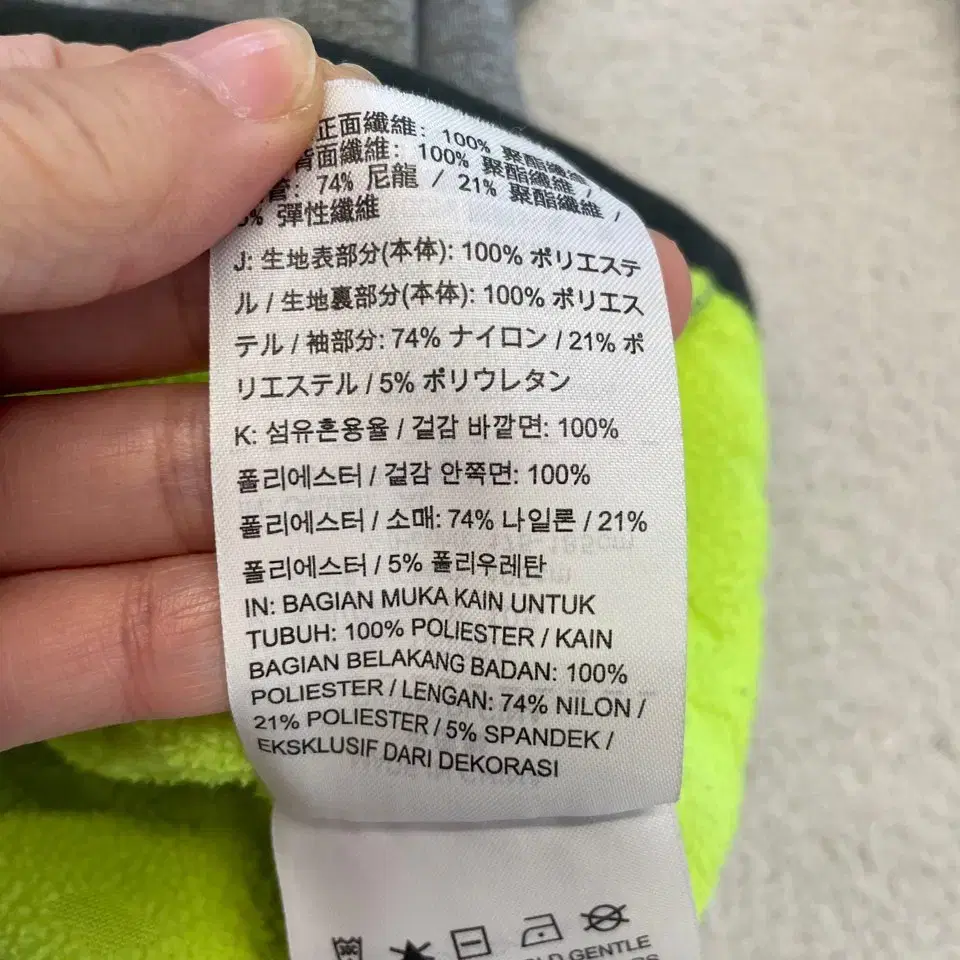 正面纖維: 100% 聚酯纖維 /
背面纖維: 100% 聚酯纖維 /
管: 74% 尼龍 / 21% 聚酯纖維 /
5% 彈性纖維
J: 生地表部分(本体): 100% ポリエステ
ル / 生地裏部分(本体): 100% ポリエス
テル / 袖部分: 74% ナイロン / 21% ポ
リエステル / 5% ポリウレタン
K: 섬유혼용율 / 겉감 바깥면: 100%
폴리에스터 / 겉감 안쪽면: 100%
폴리에스터 / 소매: 74% 나일론 / 21%
폴리에스터 / 5% 폴리우레탄
IN: BAGIAN MUKA KAIN UNTUK
TUBUH: 100% POLIESTER / KAIN
BAGIAN BELAKANG BADAN: 100%
POLIESTER / LENGAN: 74% NILON /
21% POLIESTER / 5% SPANDEK /
EKSKLUSIF DARI DEKORASI
GENTLE